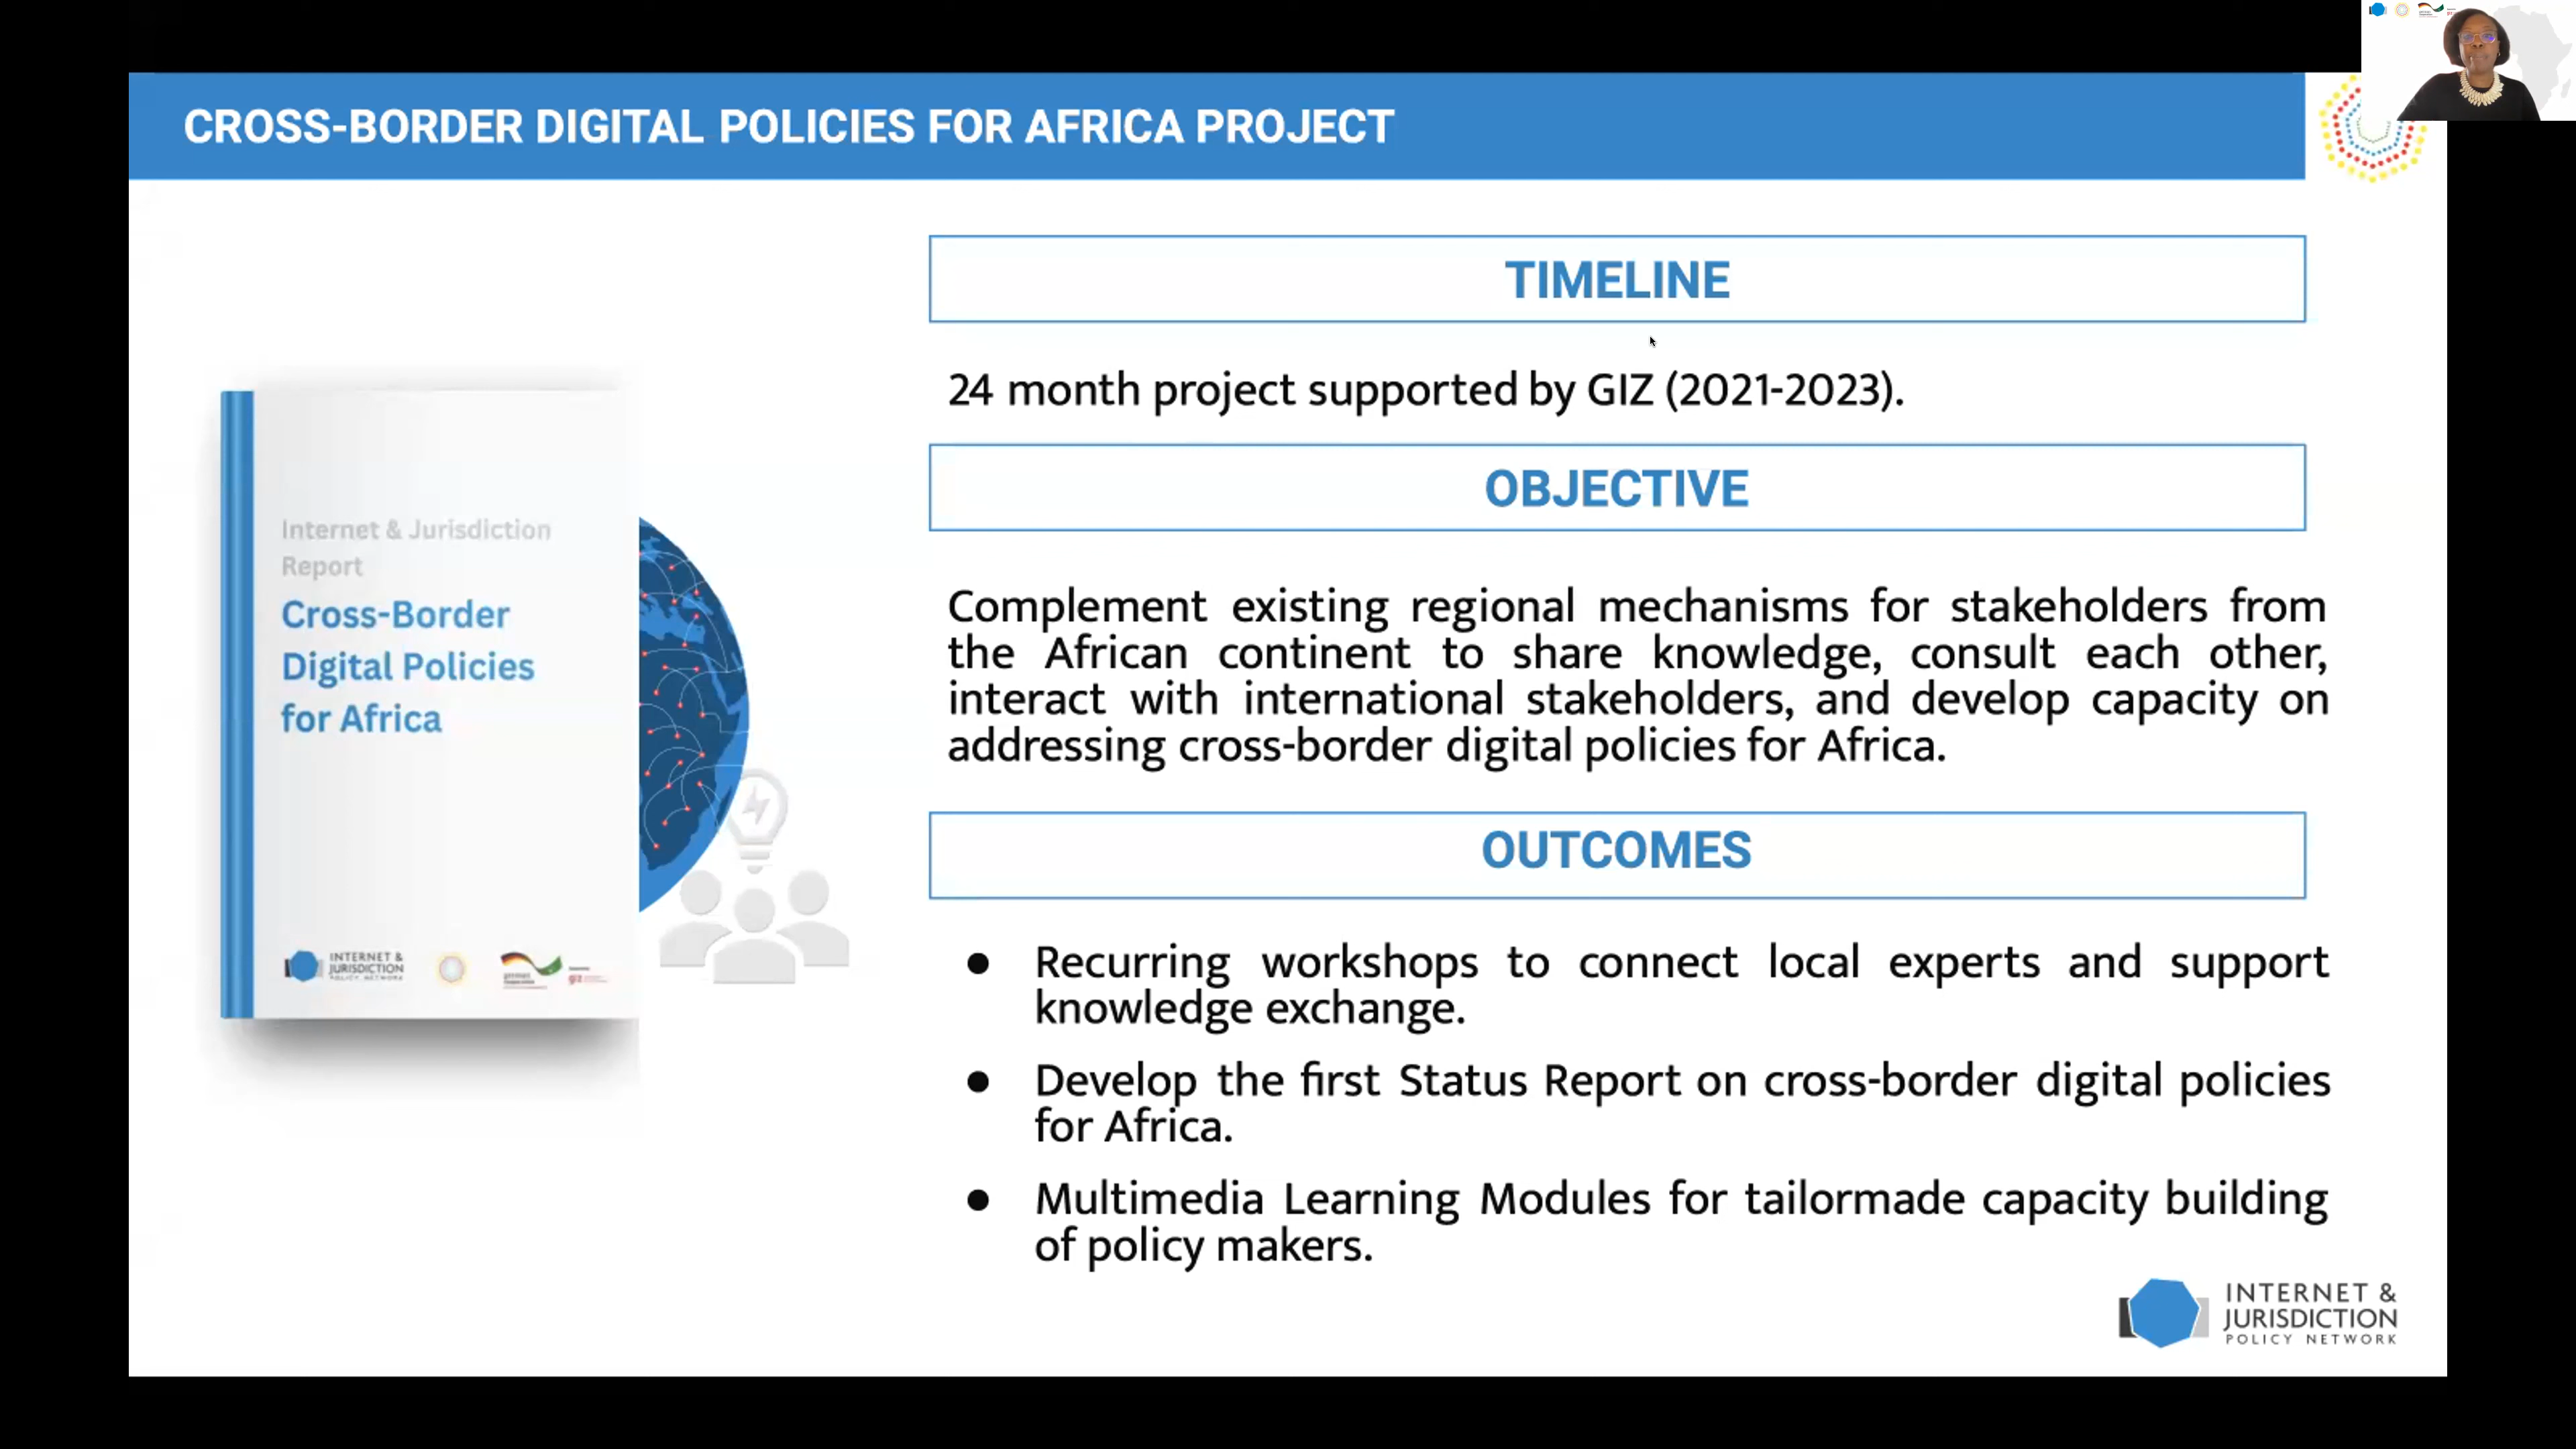 CROSS-BORDER DIGITAL POLICIES FOR AFRICA PROJECT
TIMELINE
24 month project supported by GIZ (2021-2023).
OBJECTIVE
Complement existing regional mechanisms for stakeholders from
the African continent to share knowledge, consult each other,
interact with international stakeholders, and develop capacity on
addressing cross-border digital policies for Africa.
OUTCOMES
● Recurring workshops to connect local experts and support
knowledge exchange.
● Develop the first Status Report on cross-border digital policies
for Africa.
● Multimedia Learning Modules for tailormade capacity building
of policy makers.
Internet & Jurisdiction
Report
Cross-Border
Digital Policies
for Africa
INTERNET &
JURISDICTION
POLICY NETWORK
giz
INTERNET &
JURISDICTION
POLICY NETWORK